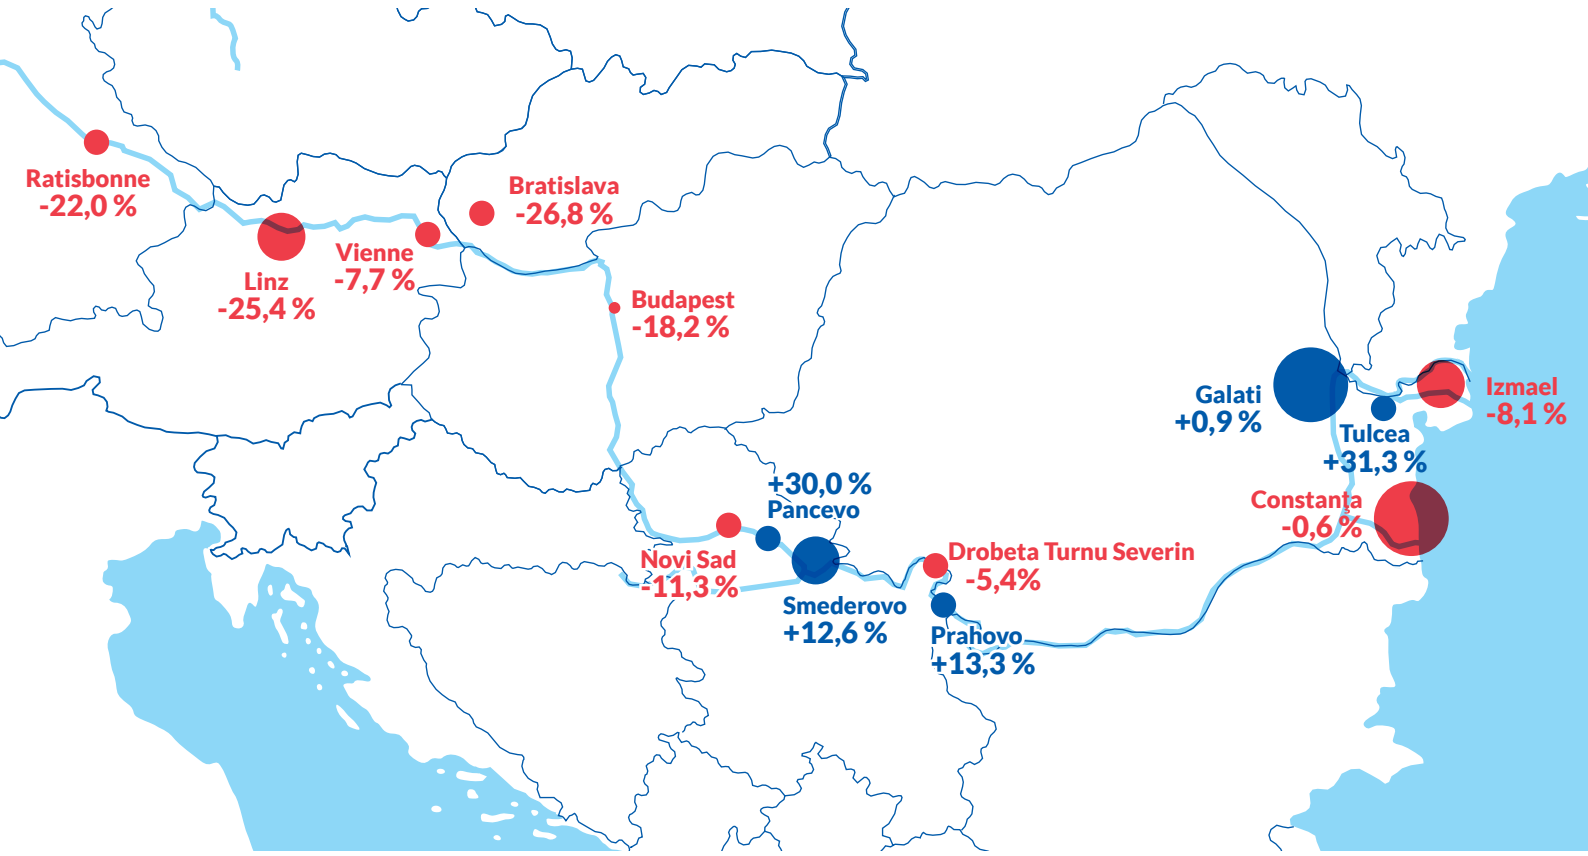 Ratisbonne
-22,0 %
Linz
-25,4 %
Vienne
-7,7 %
Bratislava
-26,8 %
Budapest
-18,2 %
Novi Sad
-11,3 %
+30,0 %
Pancevo
Smederovo
+12,6 %
Drobeta Turnu Severin
-5,4%
Prahovo
+13,3 %
Galati
+0,9 %
Tulcea
+31,3 %
Izmael
-8,1 %
Constanța
-0,6 %